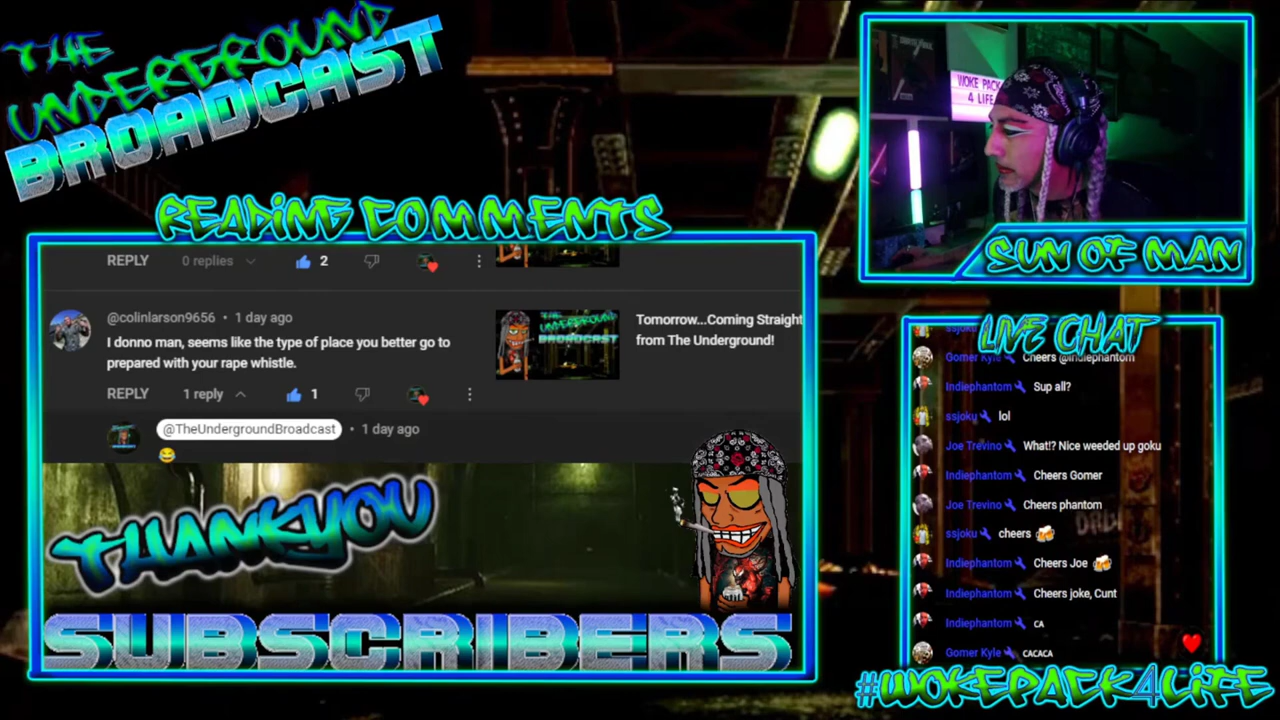 THE
UNDERGROUND
BROADCAST
READING COMMENTS
REPLY 0 replies 2
@colinlarson9656 • 1 day ago
I donno man, seems like the type of place you better go to
prepared with your rape whistle.
REPLY 1 reply 1
@TheUndergroundBroadcast • 1 day ago
THE UNDERGROUND
BROADCAST
Tomorrow...Coming Straight
from The Underground!
THANKYOU
SUBSCRIBERS
WOKE PACK
4 LIFE
SUN OF MAN
LIVE CHAT
ssjoku
Gomer Kyle Cheers @indiephantom
Indiephantom Sup all?
ssjoku lol
Joe Trevino What!? Nice weeded up goku
Indiephantom Cheers Gomer
Joe Trevino Cheers phantom
ssjoku cheers 🍻
Indiephantom Cheers Joe 🍻
Indiephantom Cheers joke, Cunt
Indiephantom CA
Gomer Kyle CACACA
#WOKEPACK4LIFE